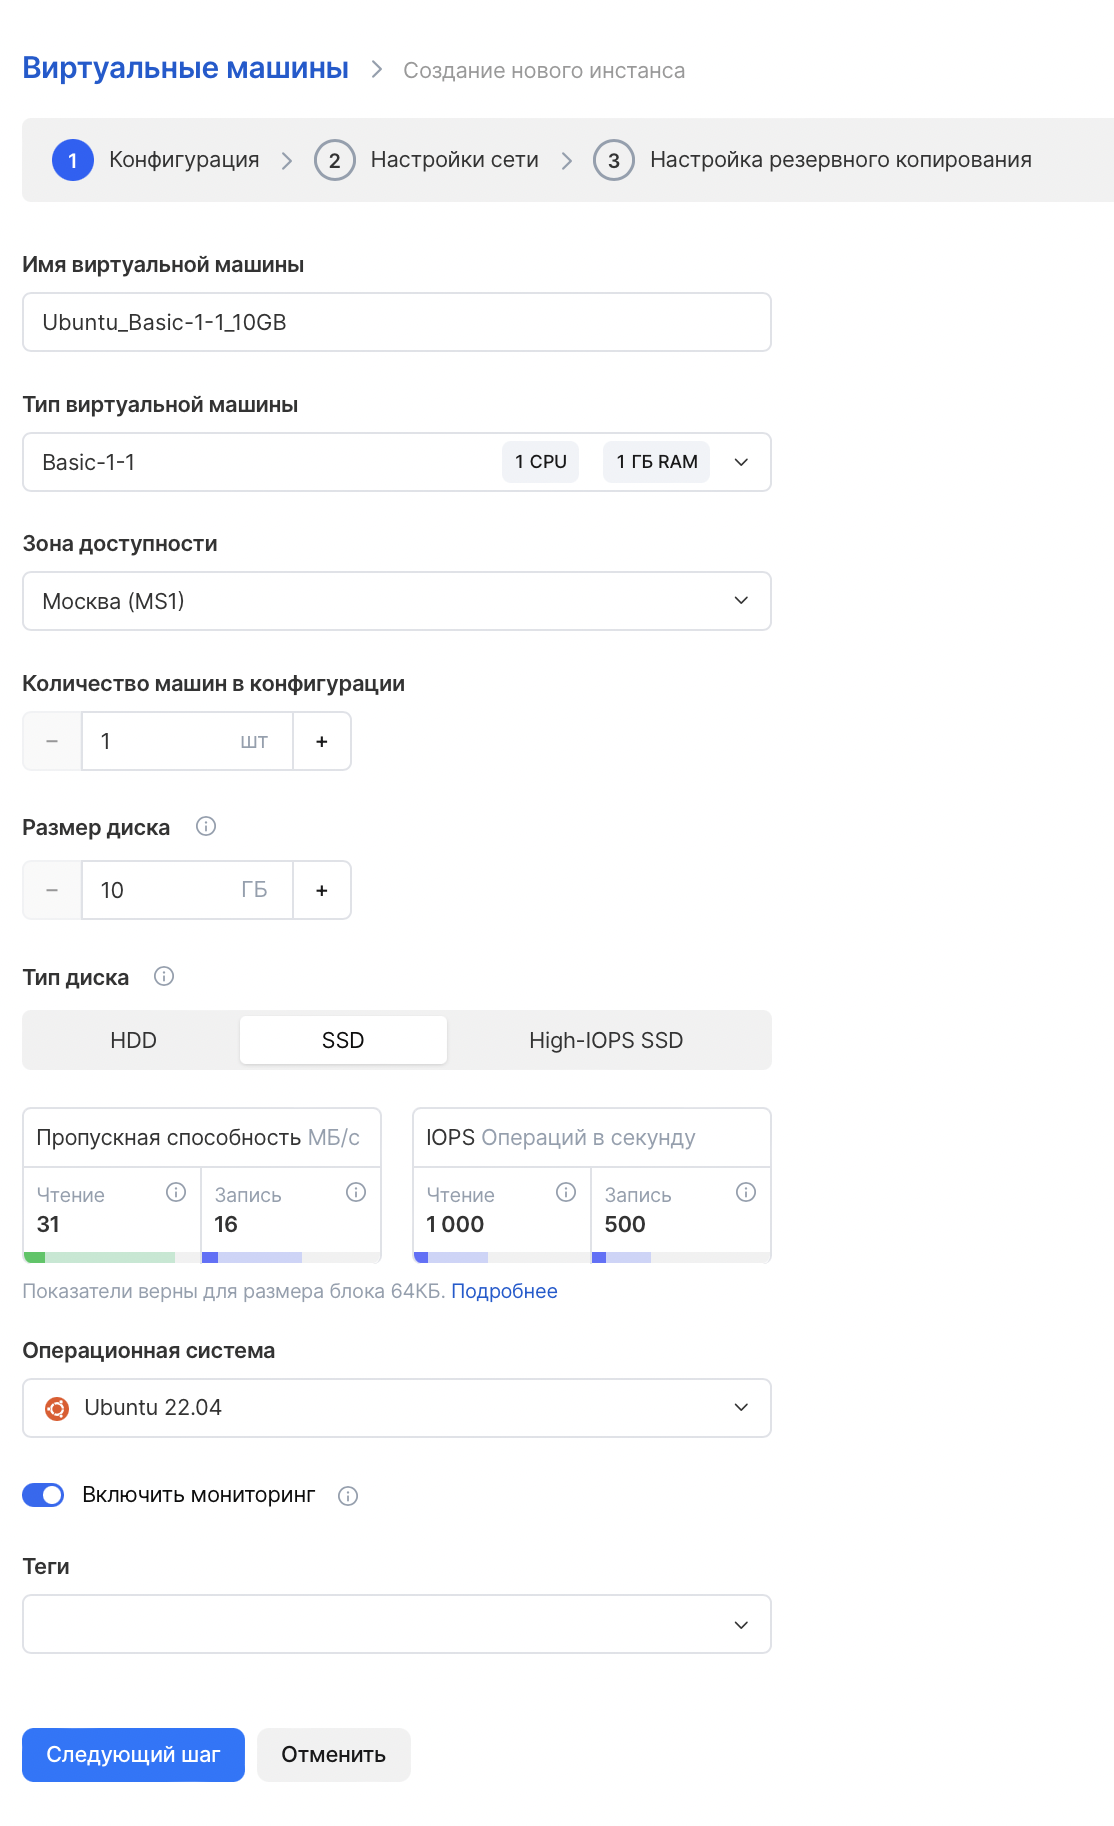 Виртуальные машины > Создание нового инстанса
1 Конфигурация > 2 Настройки сети > 3 Настройка резервного копирования
Имя виртуальной машины
Ubuntu_Basic-1-1_10GB
Тип виртуальной машины
Basic-1-1 1 CPU 1 ГБ RAM
Зона доступности
Москва (MS1)
Количество машин в конфигурации
− 1 шт +
Размер диска
− 10 ГБ +
Тип диска
HDD SSD High-IOPS SSD
Пропускная способность МБ/с IOPS Операций в секунду
Чтение Запись Чтение Запись
31 16 1 000 500
Показатели верны для размера блока 64КБ. Подробнее
Операционная система
Ubuntu 22.04
Включить мониторинг
Теги
Следующий шаг Отменить